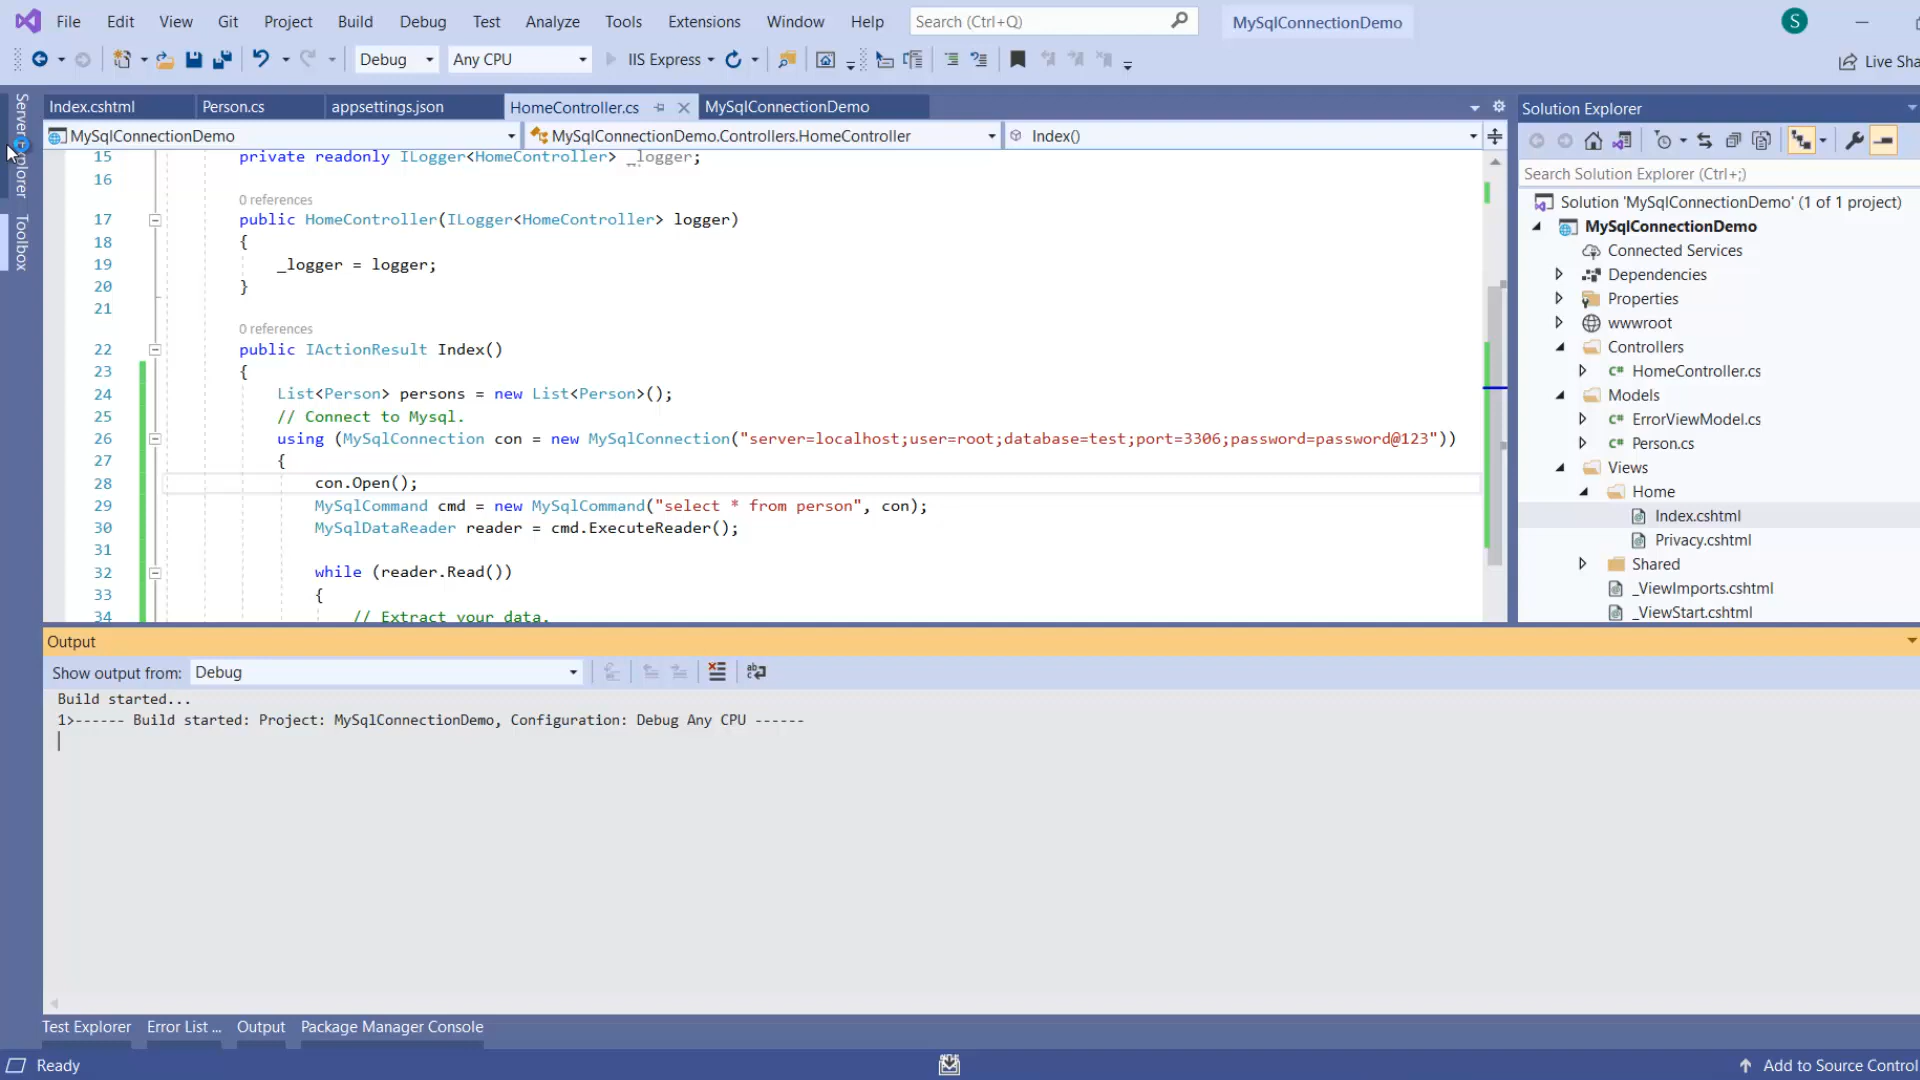 File Edit View Git Project Build Debug Test Analyze Tools Extensions Window Help Search (Ctrl+Q) MySqlConnectionDemo S
Debug Any CPU IIS Express Live Sha
Server Explorer
Toolbox
Index.cshtml Person.cs appsettings.json HomeController.cs MySqlConnectionDemo
MySqlConnectionDemo MySqlConnectionDemo.Controllers.HomeController Index()
15 private readonly ILogger<HomeController> _logger;
16
0 references
17 public HomeController(ILogger<HomeController> logger)
18 {
19 _logger = logger;
20 }
21
0 references
22 public IActionResult Index()
23 {
24 List<Person> persons = new List<Person>();
25 // Connect to Mysql.
26 using (MySqlConnection con = new MySqlConnection("server=localhost;user=root;database=test;port=3306;password=password@123"))
27 {
28 con.Open();
29 MySqlCommand cmd = new MySqlCommand("select * from person", con);
30 MySqlDataReader reader = cmd.ExecuteReader();
31
32 while (reader.Read())
33 {
34 // Extract your data.
Solution Explorer
Search Solution Explorer (Ctrl+;)
Solution 'MySqlConnectionDemo' (1 of 1 project)
MySqlConnectionDemo
Connected Services
Dependencies
Properties
wwwroot
Controllers
C# HomeController.cs
Models
C# ErrorViewModel.cs
C# Person.cs
Views
Home
Index.cshtml
Privacy.cshtml
Shared
_ViewImports.cshtml
_ViewStart.cshtml
Output
Show output from: Debug
Build started...
1>------ Build started: Project: MySqlConnectionDemo, Configuration: Debug Any CPU ------
Test Explorer Error List ... Output Package Manager Console
Ready Add to Source Control